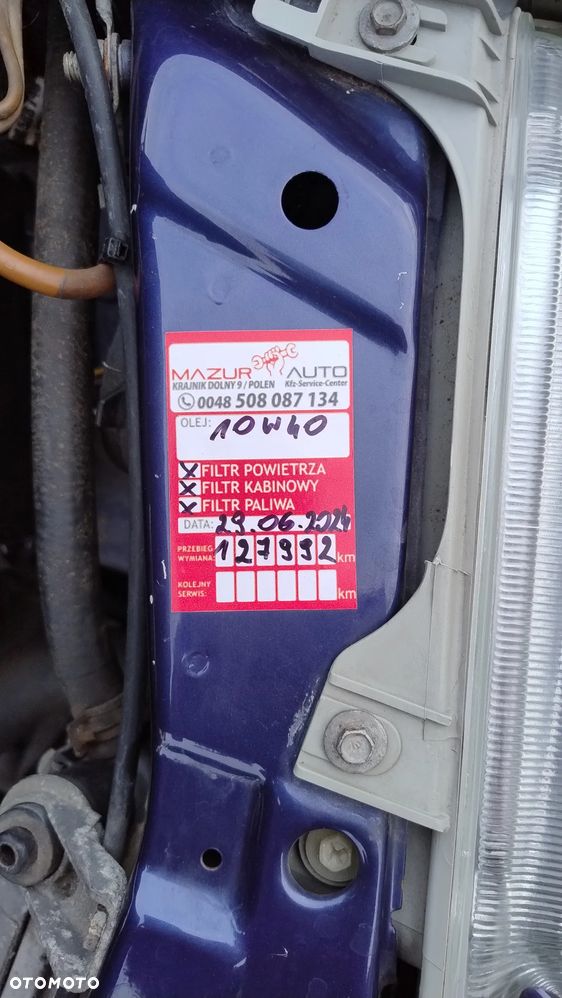 MAZUR AUTO
KRAJNIK DOLNY 9 / POLEN Kfz-Service-Center
0048 508 087 134
OLEJ: 10W40
X FILTR POWIETRZA
X FILTR KABINOWY
X FILTR PALIWA
DATA: 29.06.2024
PRZEBIEG
WYMIANA: 127992 km
KOLEJNY
SERWIS: km
OTOMOTO